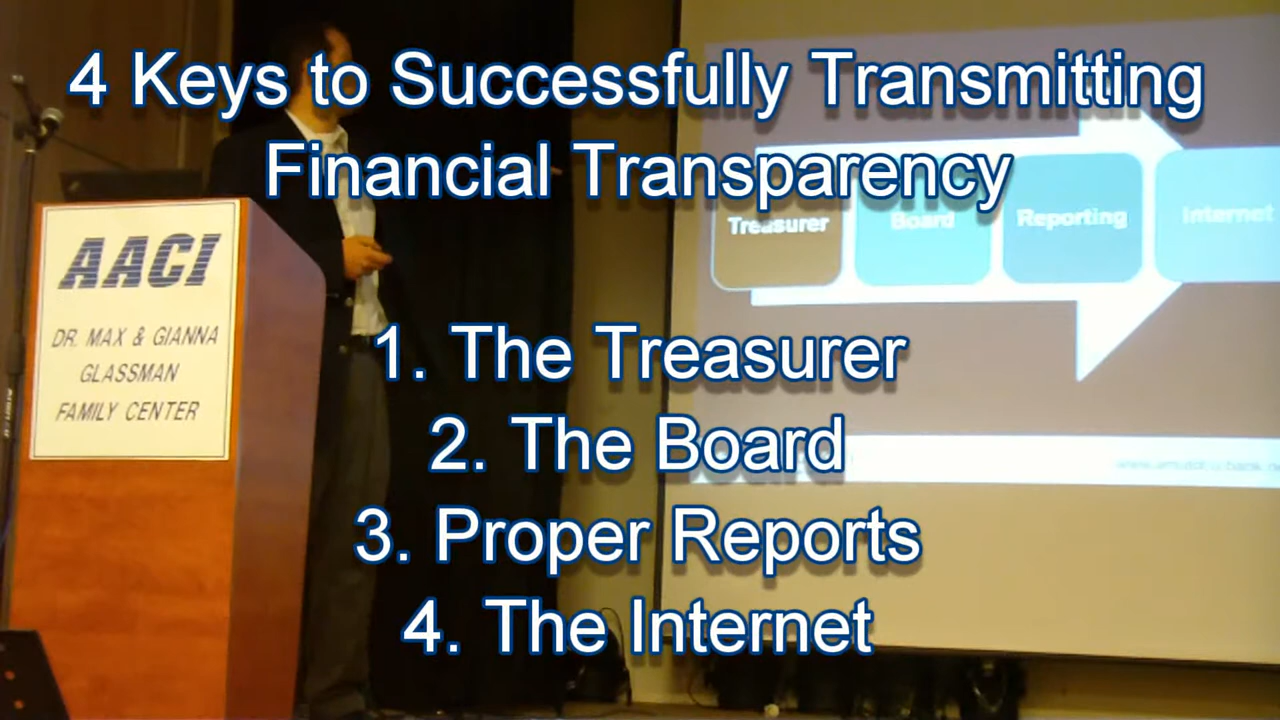 4 Keys to Successfully Transmitting
Financial Transparency
Treasurer
Board
Reporting
Internet
AACI
DR. MAX & GIANNA
GLASSMAN
FAMILY CENTER
1. The Treasurer
2. The Board
3. Proper Reports
4. The Internet